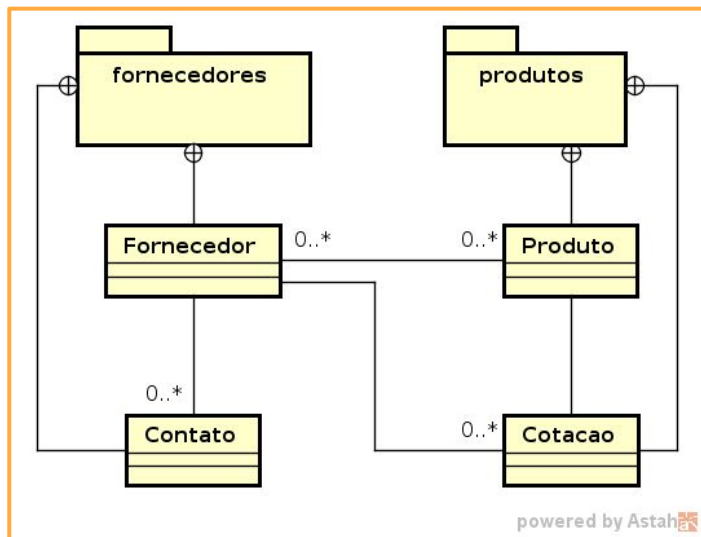 fornecedores
produtos
Fornecedor
0..*
0..*
Produto
0..*
Contato
0..*
Cotacao
powered by Astah